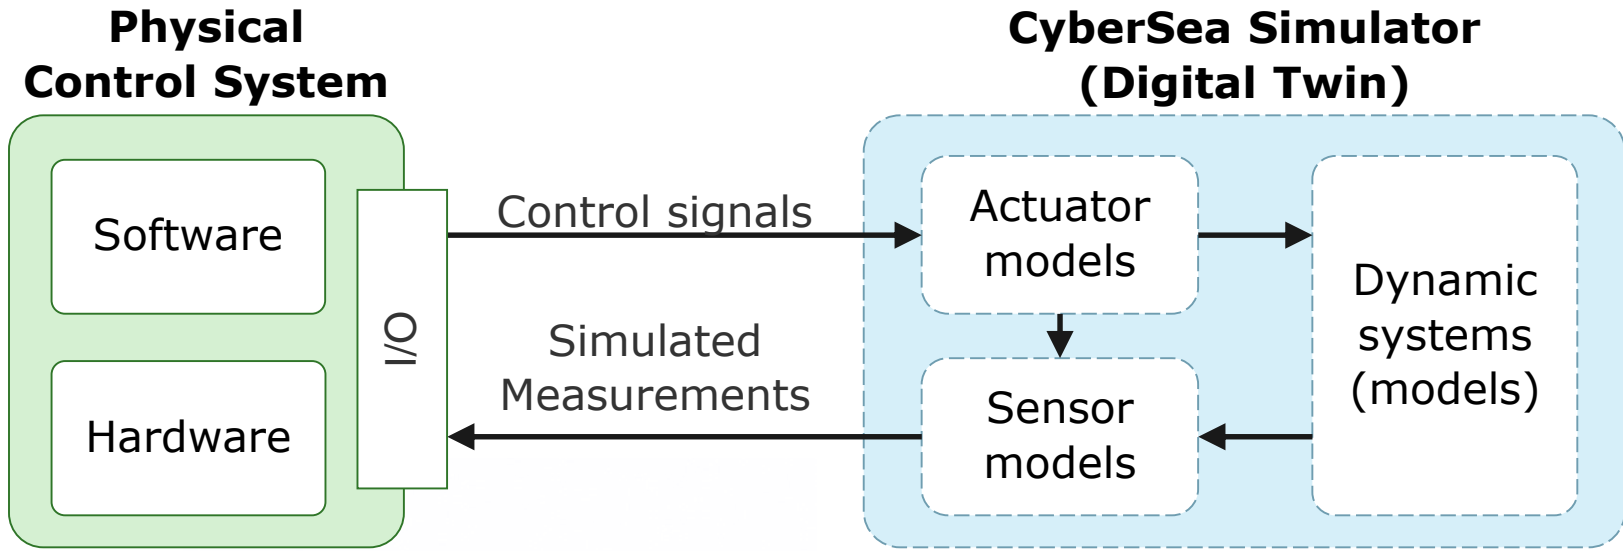 Physical
Control System
CyberSea Simulator
(Digital Twin)
Software
Hardware
I/O
Control signals
Simulated
Measurements
Actuator
models
Sensor
models
Dynamic
systems
(models)